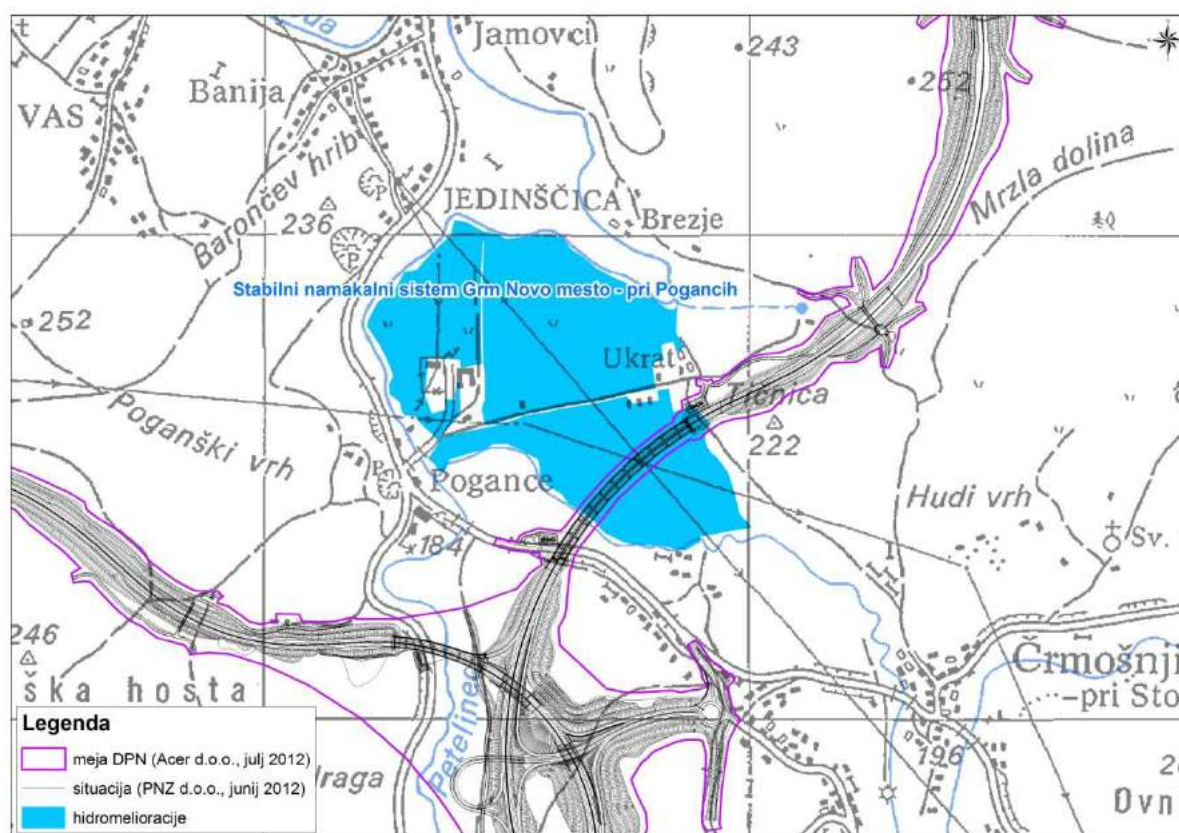 Jamovci
243
Banija
252
VAS
Mrzla dolina
Barončev hrib
JEDINŠČICA
Brezje
236
P
P
Stabilni namakalni sistem Grm Novo mesto - pri Pogancih
252
Ukrat
Tičnica
222
Poganški vrh
P
Pogance
Hudi vrh
184
Sv.
246
Črmošnji
ška hosta
-pri Sto
Petelinec
196
Legenda
meja DPN (Acer d.o.o., julj 2012)
situacija (PNZ d.o.o., junij 2012)
hidromelioracije
draga
Ovn